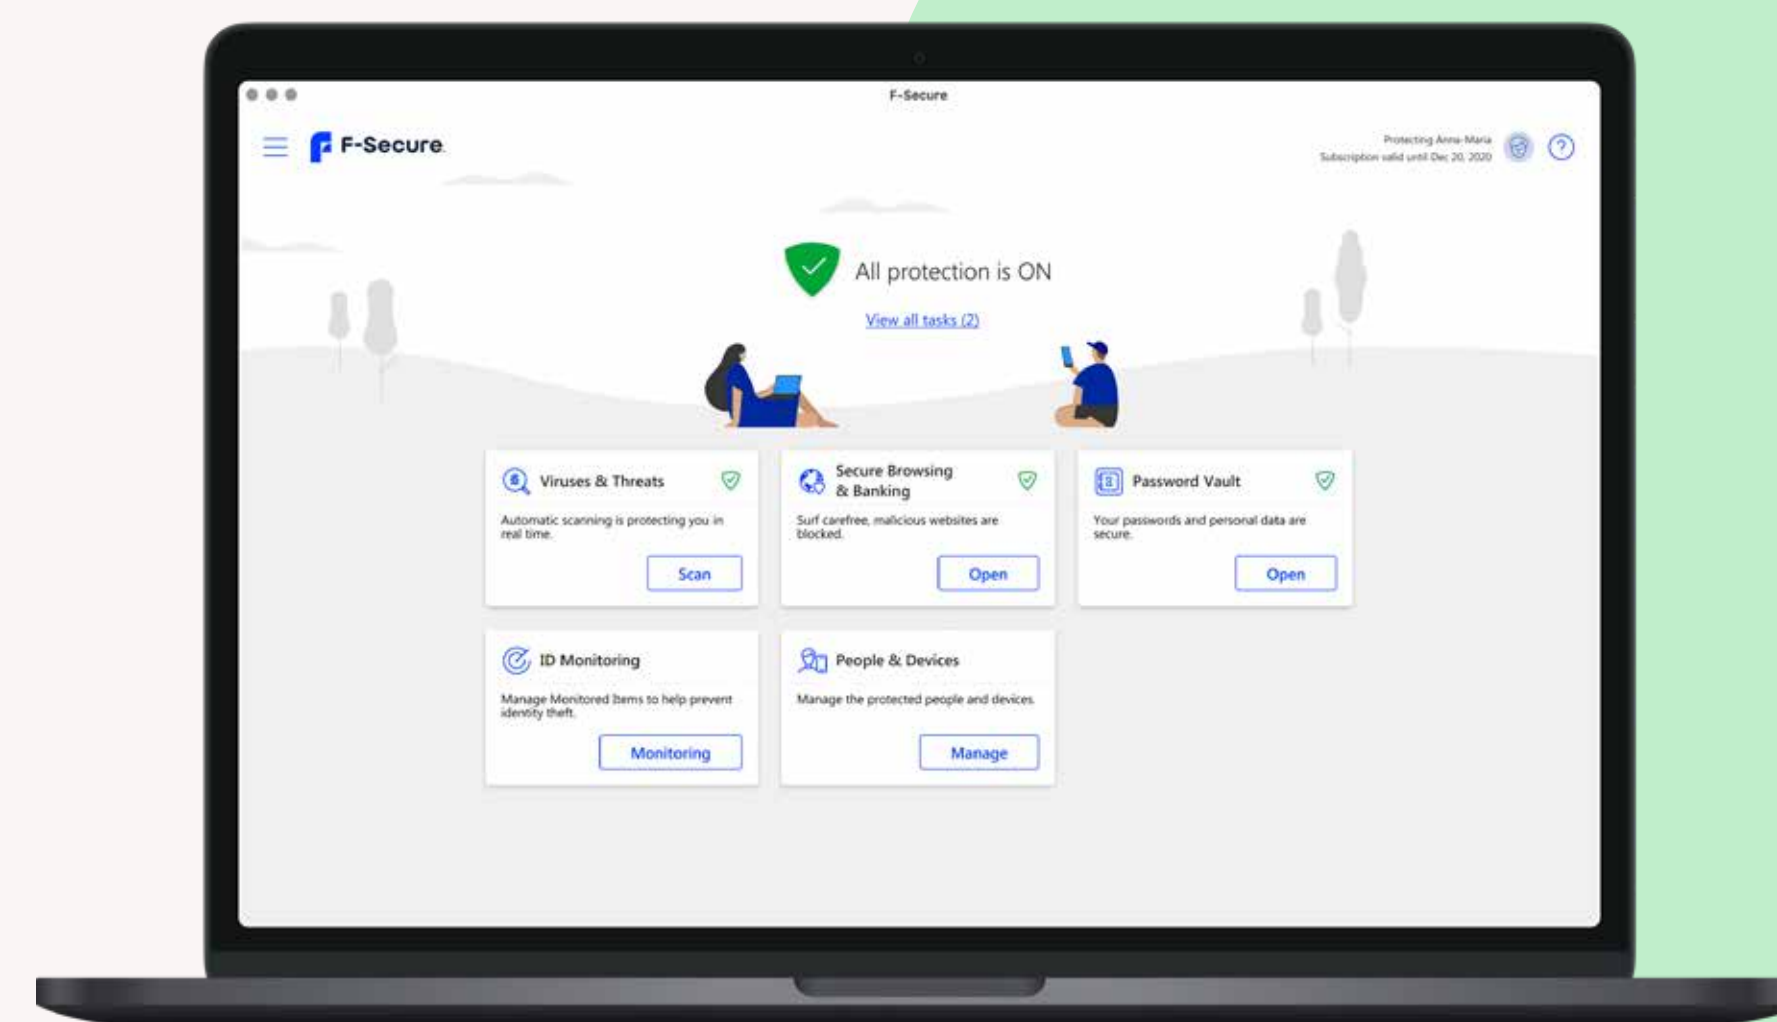 F-Secure
F-Secure.
Protecting Anna-Maria
Subscription valid until Dec 20, 2020
All protection is ON
View all tasks (2)
Viruses & Threats
Automatic scanning is protecting you in
real time.
Scan
Secure Browsing
& Banking
Surf carefree, malicious websites are
blocked.
Open
Password Vault
Your passwords and personal data are
secure.
Open
ID Monitoring
Manage Monitored Items to help prevent
identity theft.
Monitoring
People & Devices
Manage the protected people and devices.
Manage